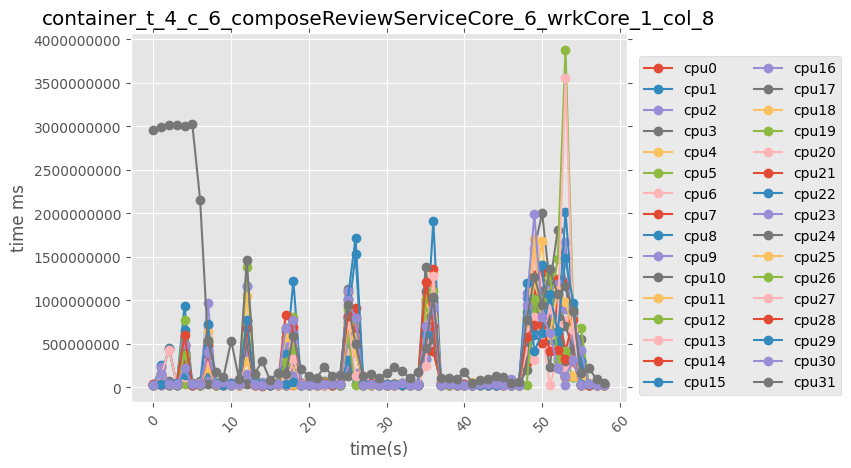 container_t_4_c_6_composeReviewServiceCore_6_wrkCore_1_col_8
4000000000
3500000000
3000000000
2500000000
2000000000
1500000000
1000000000
500000000
0
time ms
0
10
20
30
40
50
60
time(s)
cpu0
cpu1
cpu2
cpu3
cpu4
cpu5
cpu6
cpu7
cpu8
cpu9
cpu10
cpu11
cpu12
cpu13
cpu14
cpu15
cpu16
cpu17
cpu18
cpu19
cpu20
cpu21
cpu22
cpu23
cpu24
cpu25
cpu26
cpu27
cpu28
cpu29
cpu30
cpu31